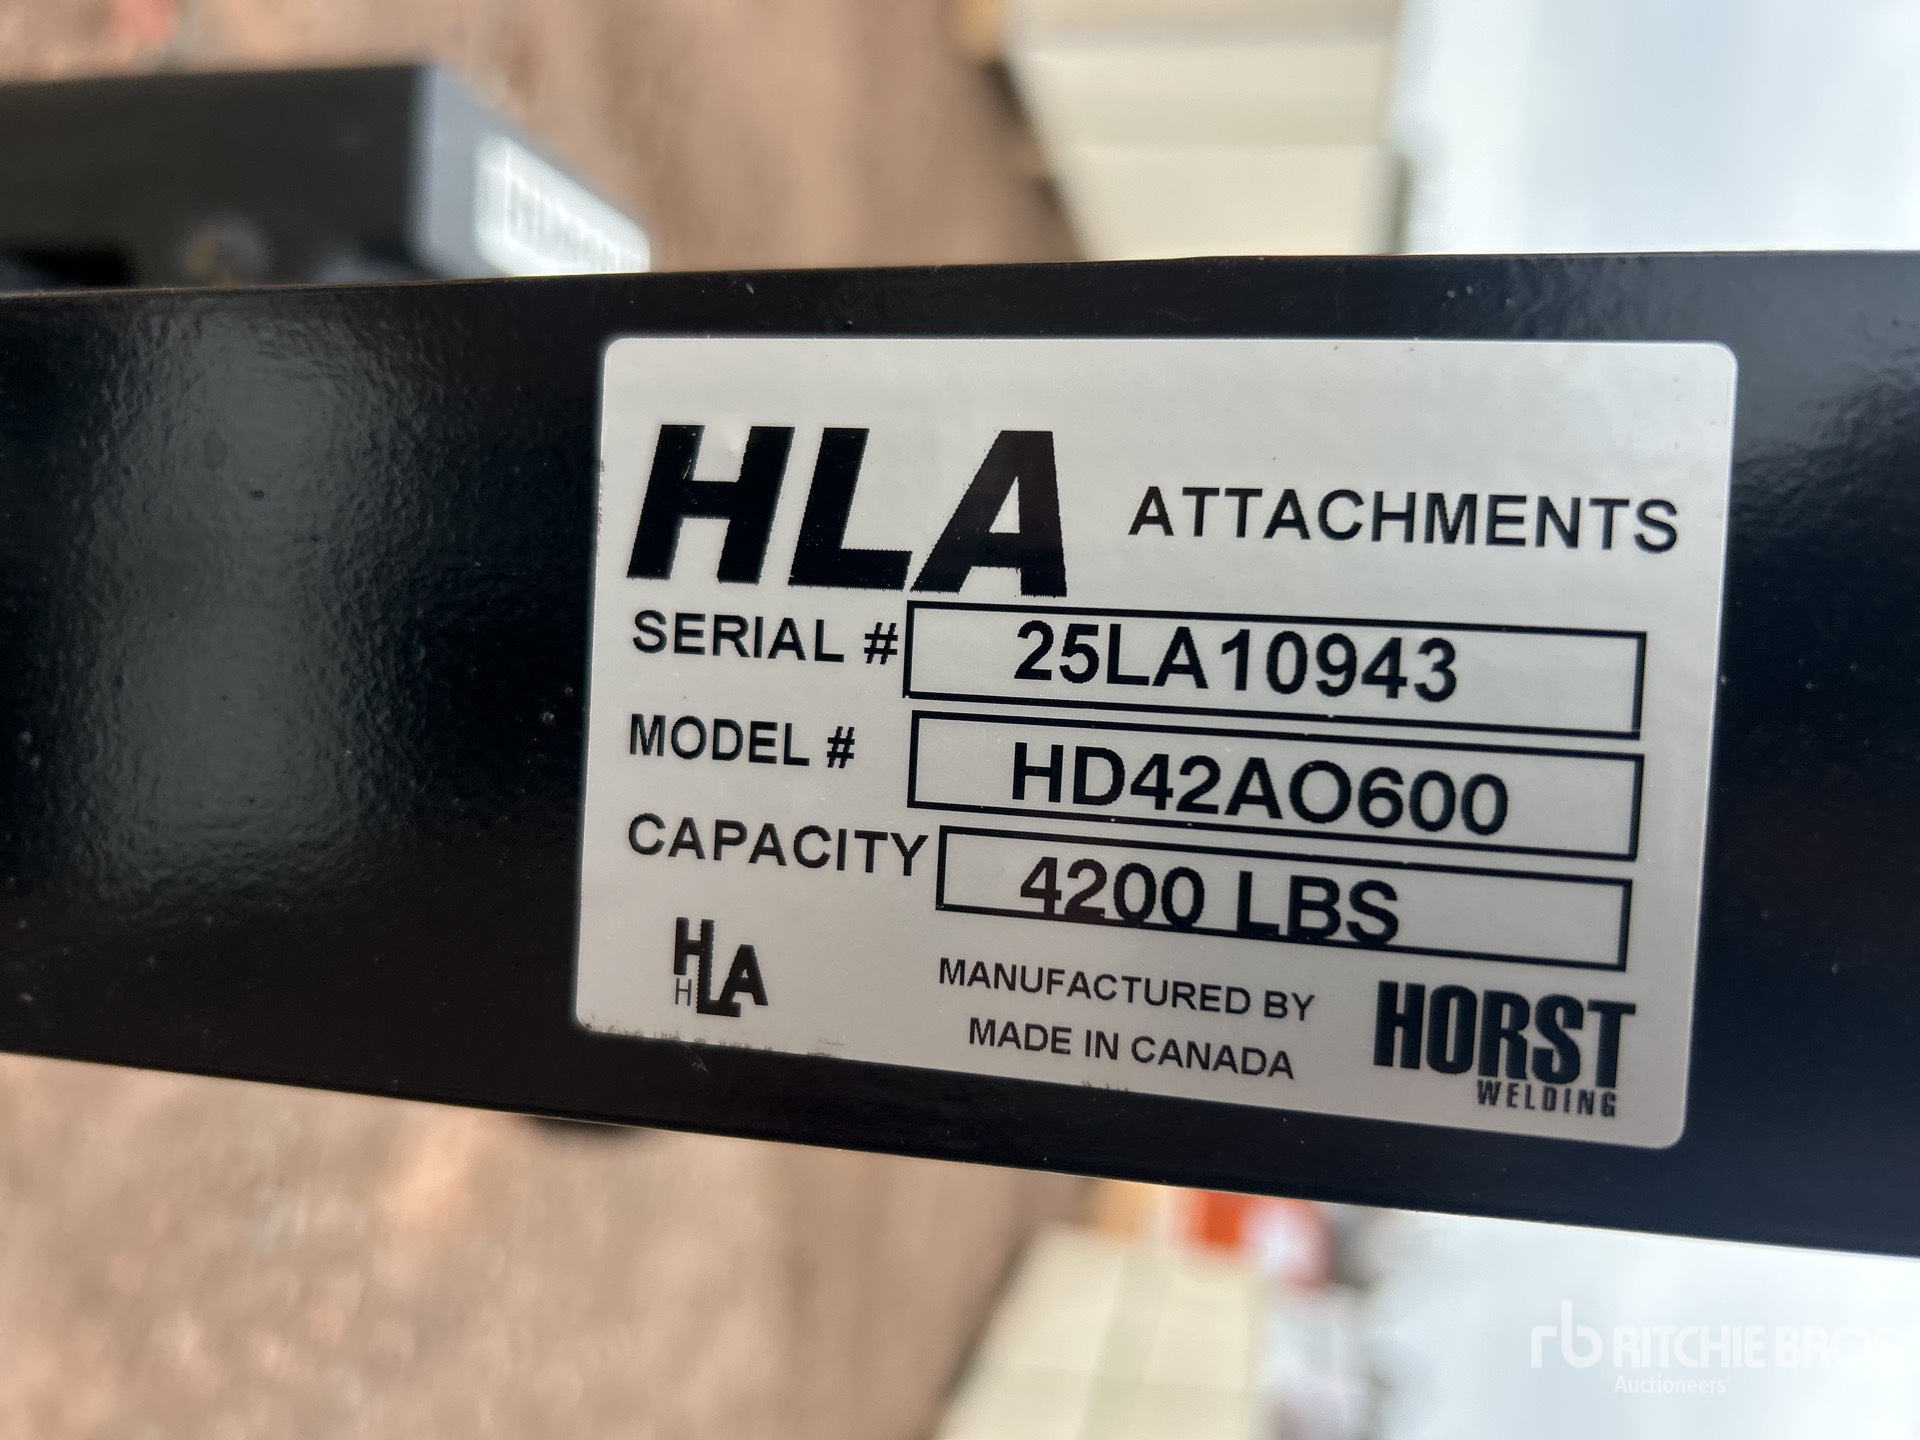 HLA ATTACHMENTS
SERIAL # 25LA10943
MODEL # HD42AO600
CAPACITY 4200 LBS
HLA
H
MANUFACTURED BY
MADE IN CANADA
HORST
WELDING
rb RITCHIE BROS
Auctioneers